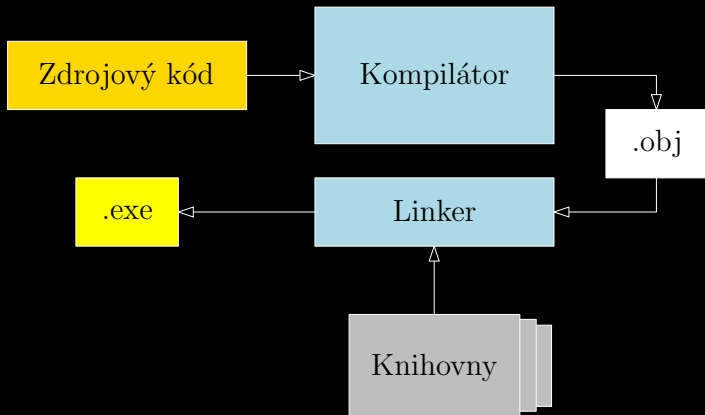 Zdrojový kód
Kompilátor
.obj
.exe
Linker
Knihovny